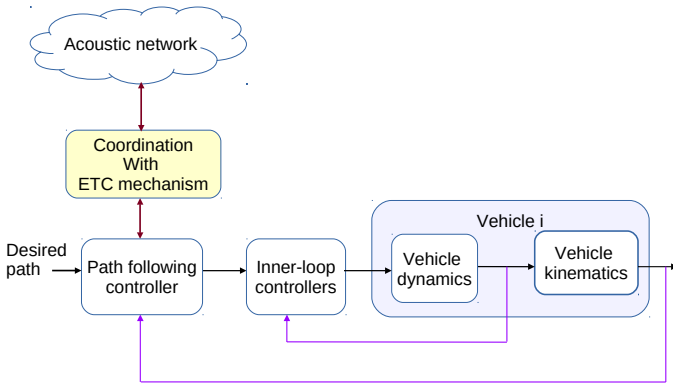 Acoustic network
Coordination
With
ETC mechanism
Desired
path
Path following
controller
Inner-loop
controllers
Vehicle i
Vehicle
dynamics
Vehicle
kinematics